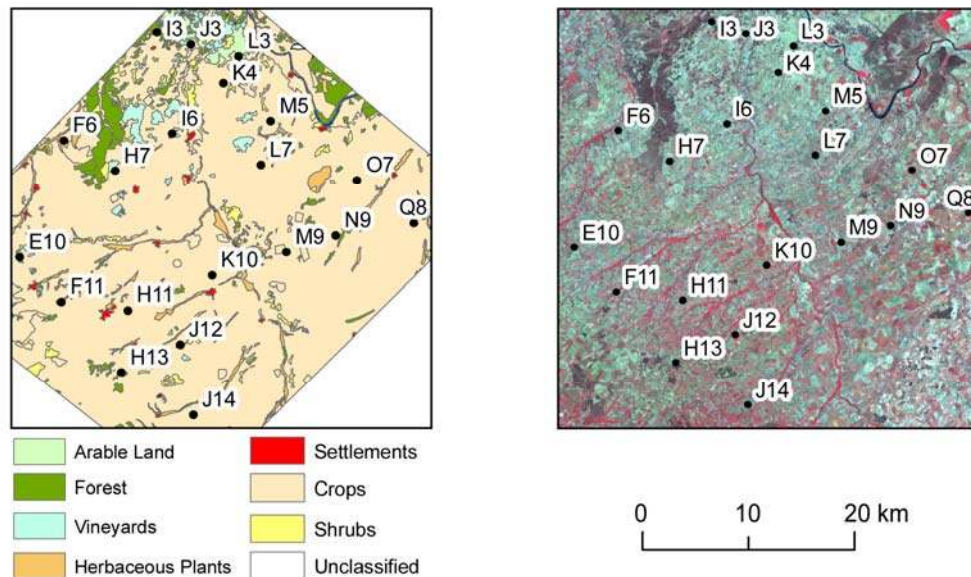 I3
J3
L3
K4
M5
F6
I6
H7
L7
O7
Q8
N9
M9
E10
K10
F11
H11
J12
H13
J14
I3
J3
L3
K4
M5
F6
I6
H7
L7
O7
Q8
N9
M9
E10
K10
F11
H11
J12
H13
J14
Arable Land
Settlements
Forest
Crops
Vineyards
Shrubs
Herbaceous Plants
Unclassified
0 10 20 km